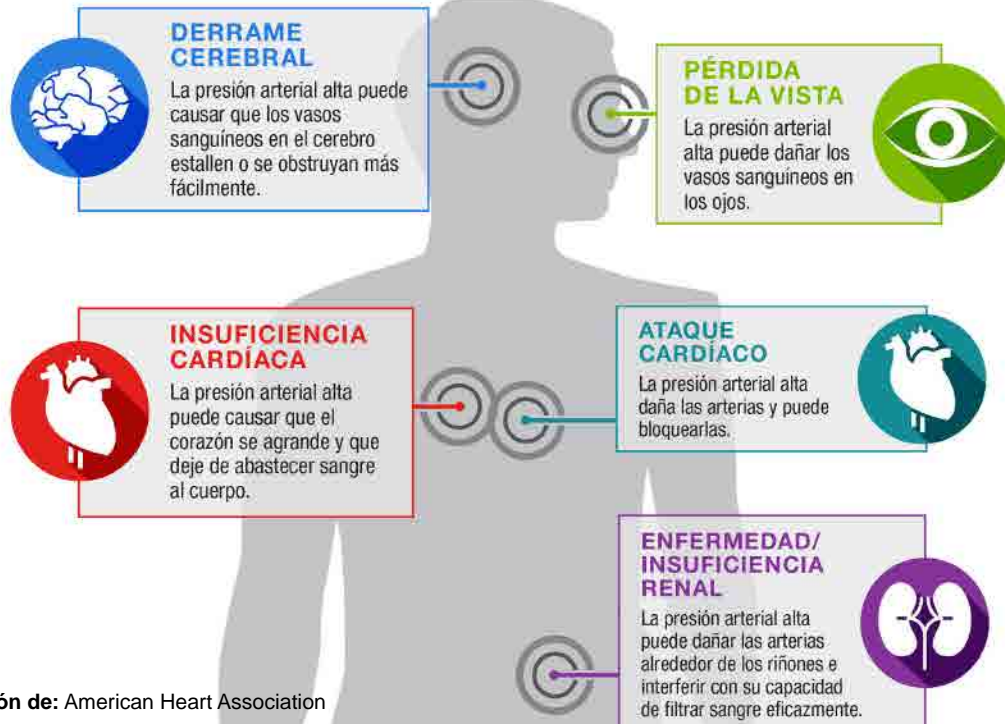 DERRAME
CEREBRAL
La presión arterial alta puede
causar que los vasos
sanguíneos en el cerebro
estallen o se obstruyan más
fácilmente.
PÉRDIDA
DE LA VISTA
La presión arterial
alta puede dañar los
vasos sanguíneos en
los ojos.
INSUFICIENCIA
CARDÍACA
La presión arterial alta
puede causar que el
corazón se agrande y que
deje de abastecer sangre
al cuerpo.
ATAQUE
CARDÍACO
La presión arterial alta
daña las arterias y puede
bloquearlas.
ENFERMEDAD/
INSUFICIENCIA
RENAL
La presión arterial alta
puede dañar las arterias
alrededor de los riñones e
interferir con su capacidad
de filtrar sangre eficazmente.
de: American Heart Association